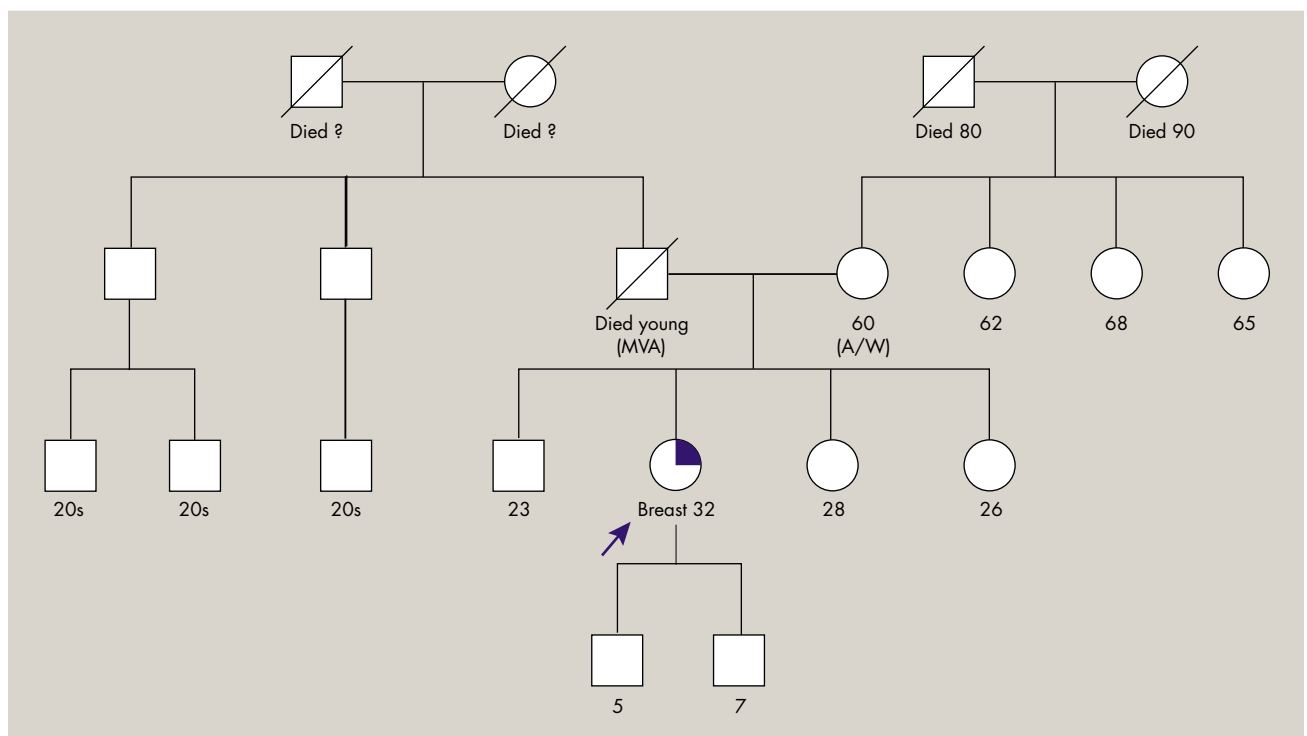 Died ?
Died ?
Died 80
Died 90
Died young
(MVA)
60
(A/W)
62
68
65
20s
20s
20s
23
Breast 32
28
26
5
7